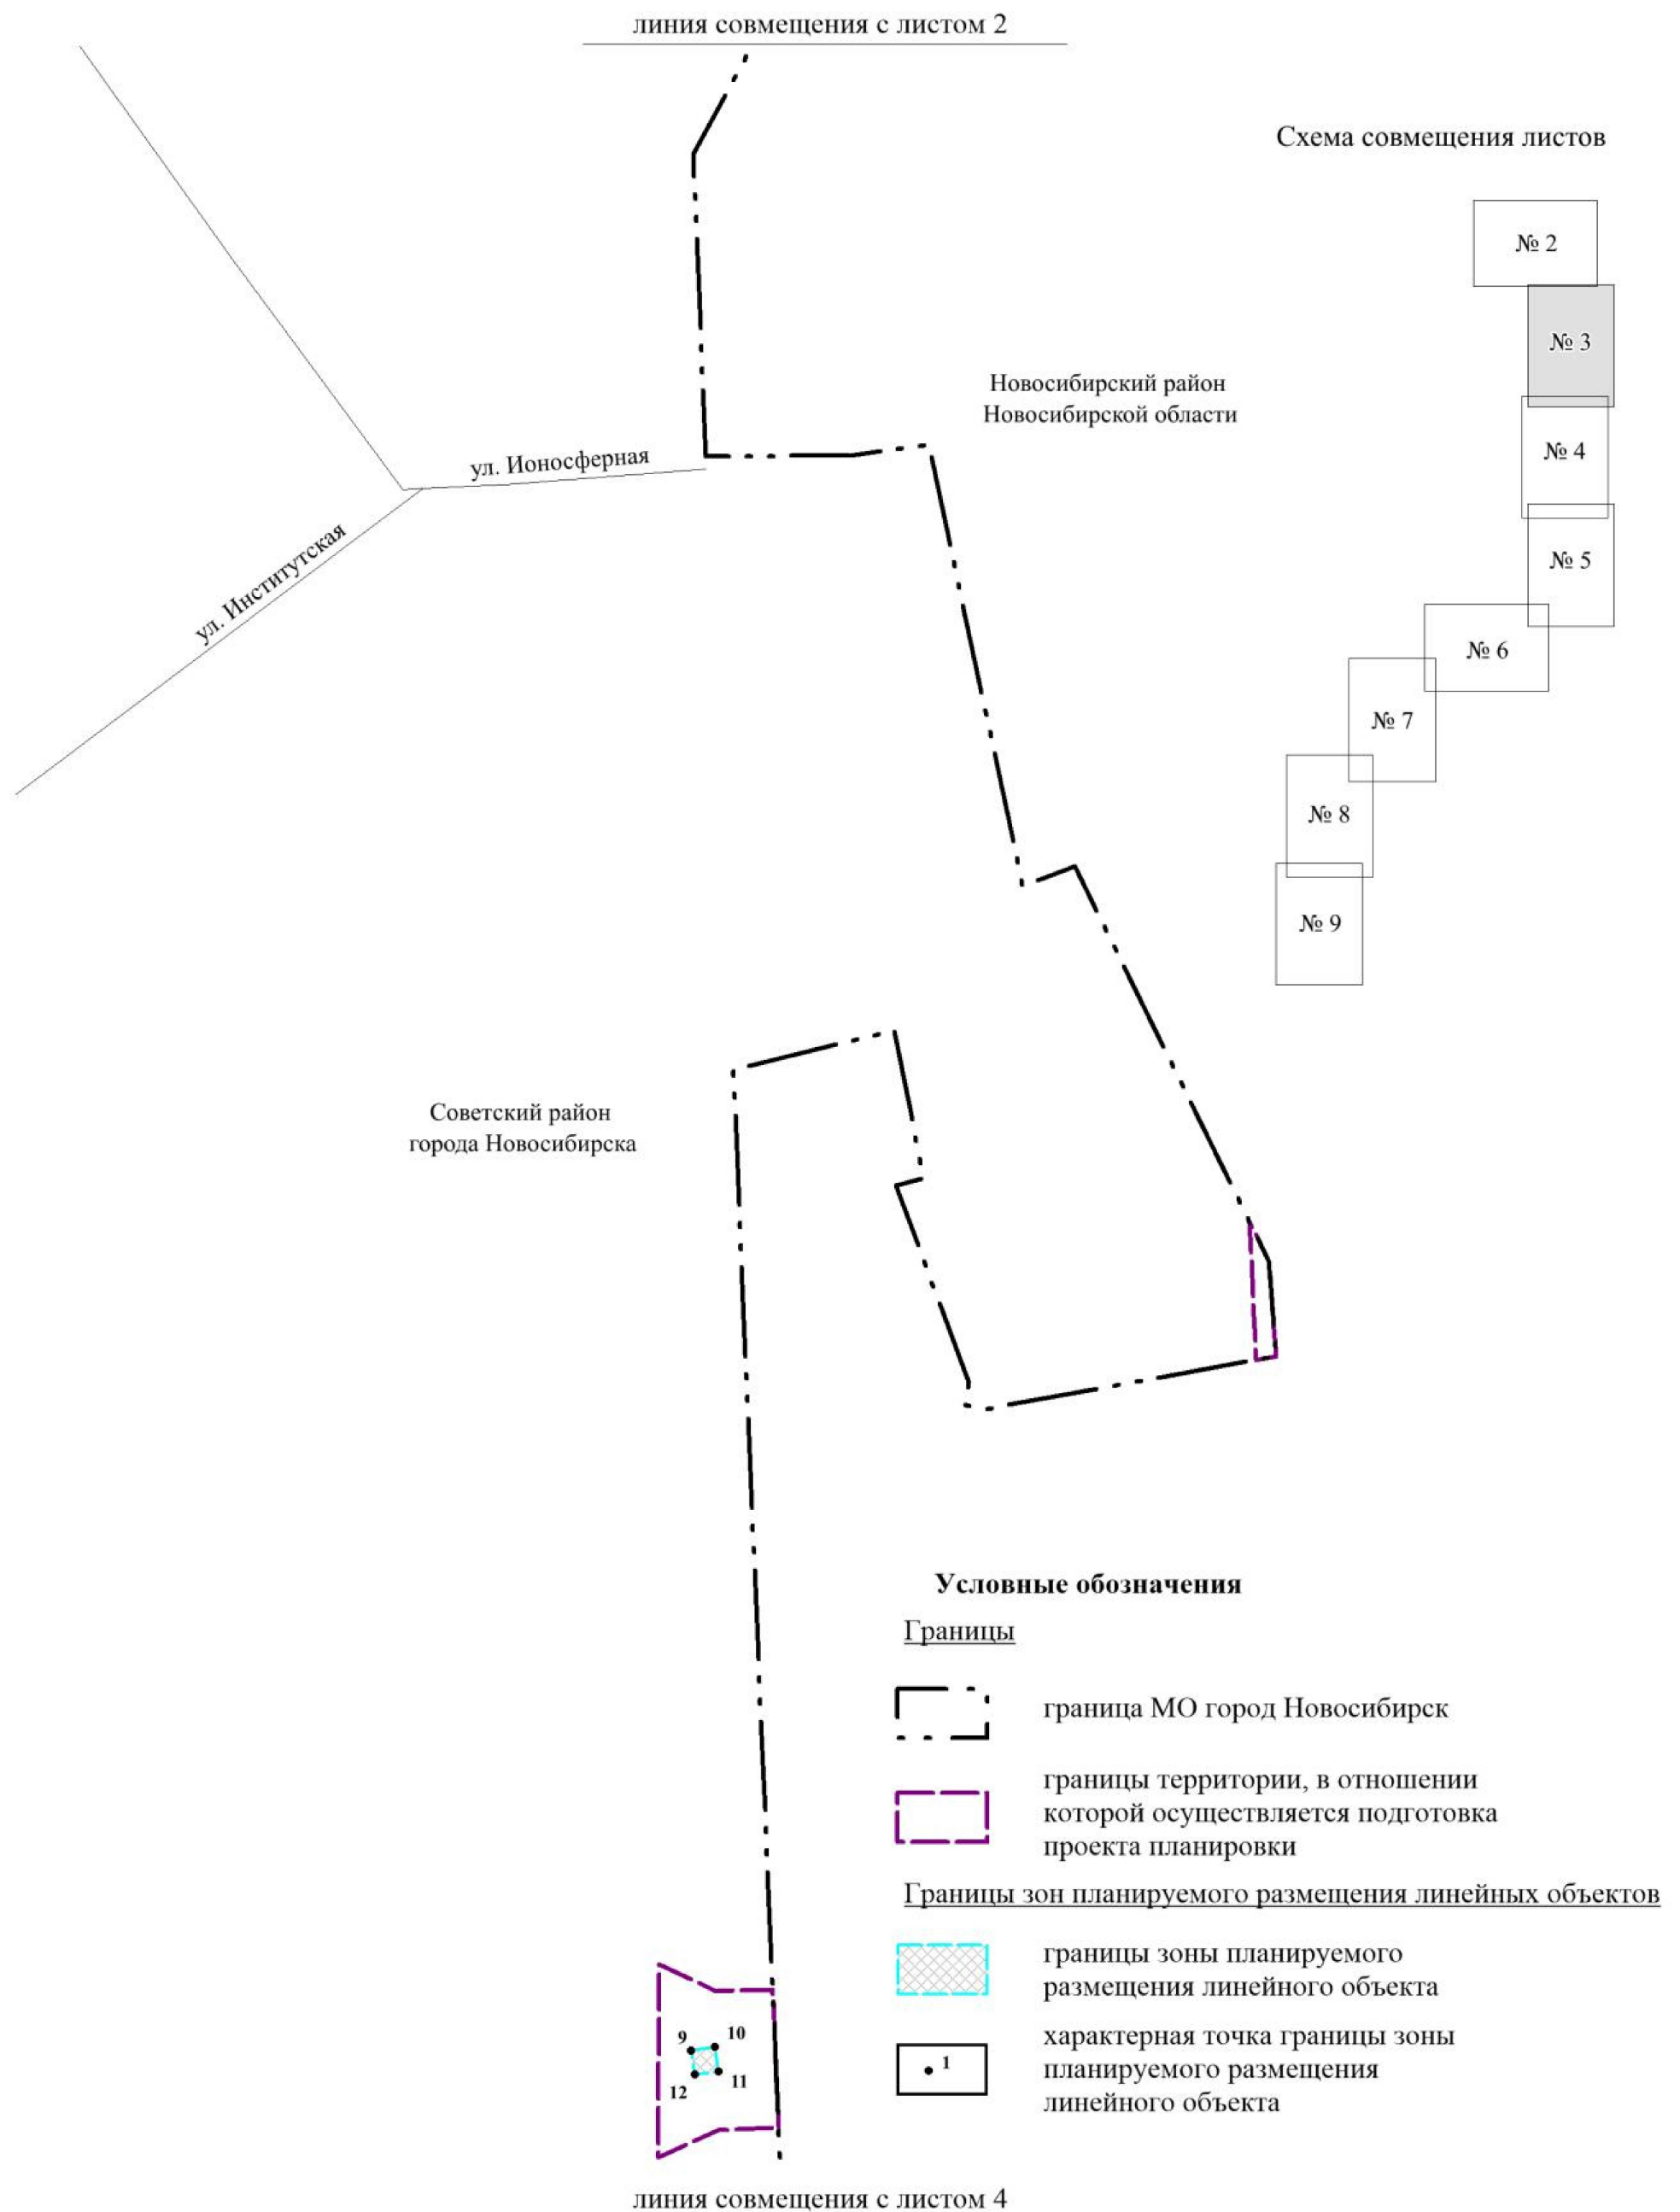 линия совмещения с листом 2
Схема совмещения листов
№ 2
№ 3
№ 4
№ 5
№ 6
№ 7
№ 8
№ 9
Новосибирский район
Новосибирской области
ул. Ионосферная
ул. Институтская
Советский район
города Новосибирска
Условные обозначения
Границы
граница МО город Новосибирск
границы территории, в отношении
которой осуществляется подготовка
проекта планировки
Границы зон планируемого размещения линейных объектов
границы зоны планируемого
размещения линейного объекта
1
характерная точка границы зоны
планируемого размещения
линейного объекта
9
10
11
12
линия совмещения с листом 4